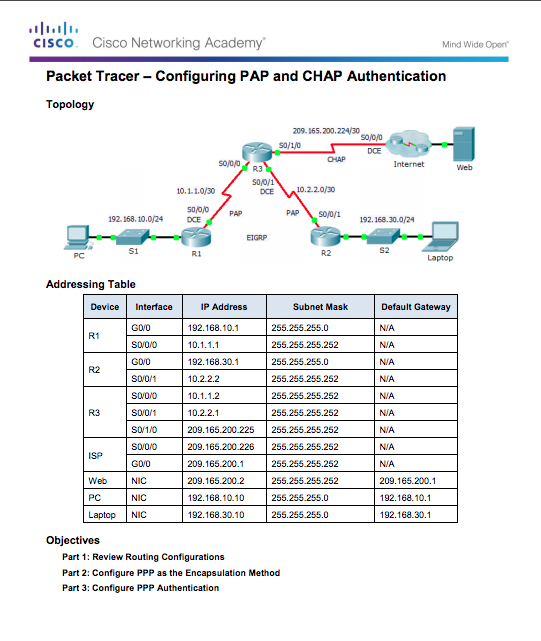 CISCO. Cisco Networking Academy® Mind Wide Open®
Packet Tracer – Configuring PAP and CHAP Authentication
Topology
209.165.200.224/30
S0/0/0
S0/1/0
DCE
CHAP
Internet
Web
S0/0/0
R3
S0/0/1
DCE
10.1.1.0/30
10.2.2.0/30
192.168.10.0/24
S0/0/0
DCE
PAP
PAP
S0/0/1
192.168.30.0/24
EIGRP
PC
S1
R1
R2
S2
Laptop
Addressing Table
Device Interface IP Address Subnet Mask Default Gateway
R1 G0/0 192.168.10.1 255.255.255.0 N/A
S0/0/0 10.1.1.1 255.255.255.252 N/A
R2 G0/0 192.168.30.1 255.255.255.0 N/A
S0/0/1 10.2.2.2 255.255.255.252 N/A
R3 S0/0/0 10.1.1.2 255.255.255.252 N/A
S0/0/1 10.2.2.1 255.255.255.252 N/A
S0/1/0 209.165.200.225 255.255.255.252 N/A
ISP S0/0/0 209.165.200.226 255.255.255.252 N/A
G0/0 209.165.200.1 255.255.255.252 N/A
Web NIC 209.165.200.2 255.255.255.252 209.165.200.1
PC NIC 192.168.10.10 255.255.255.0 192.168.10.1
Laptop NIC 192.168.30.10 255.255.255.0 192.168.30.1
Objectives
Part 1: Review Routing Configurations
Part 2: Configure PPP as the Encapsulation Method
Part 3: Configure PPP Authentication